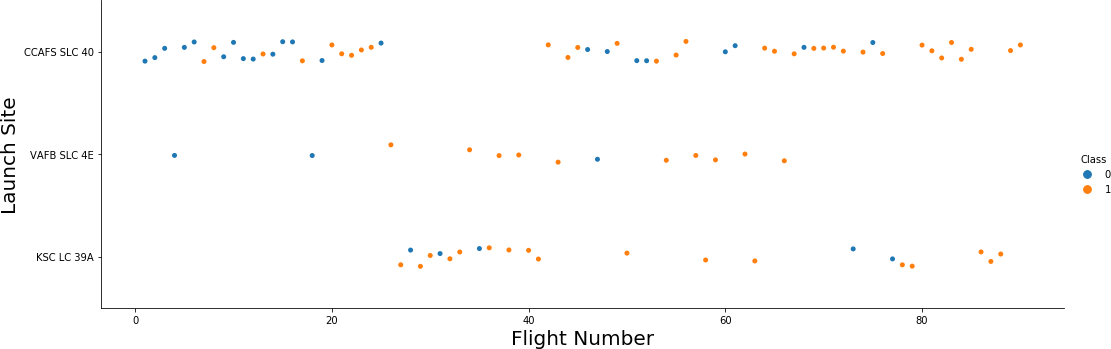 CCAFS SLC 40
VAFB SLC 4E
KSC LC 39A
Launch Site
0
20
40
60
80
Flight Number
Class
0
1